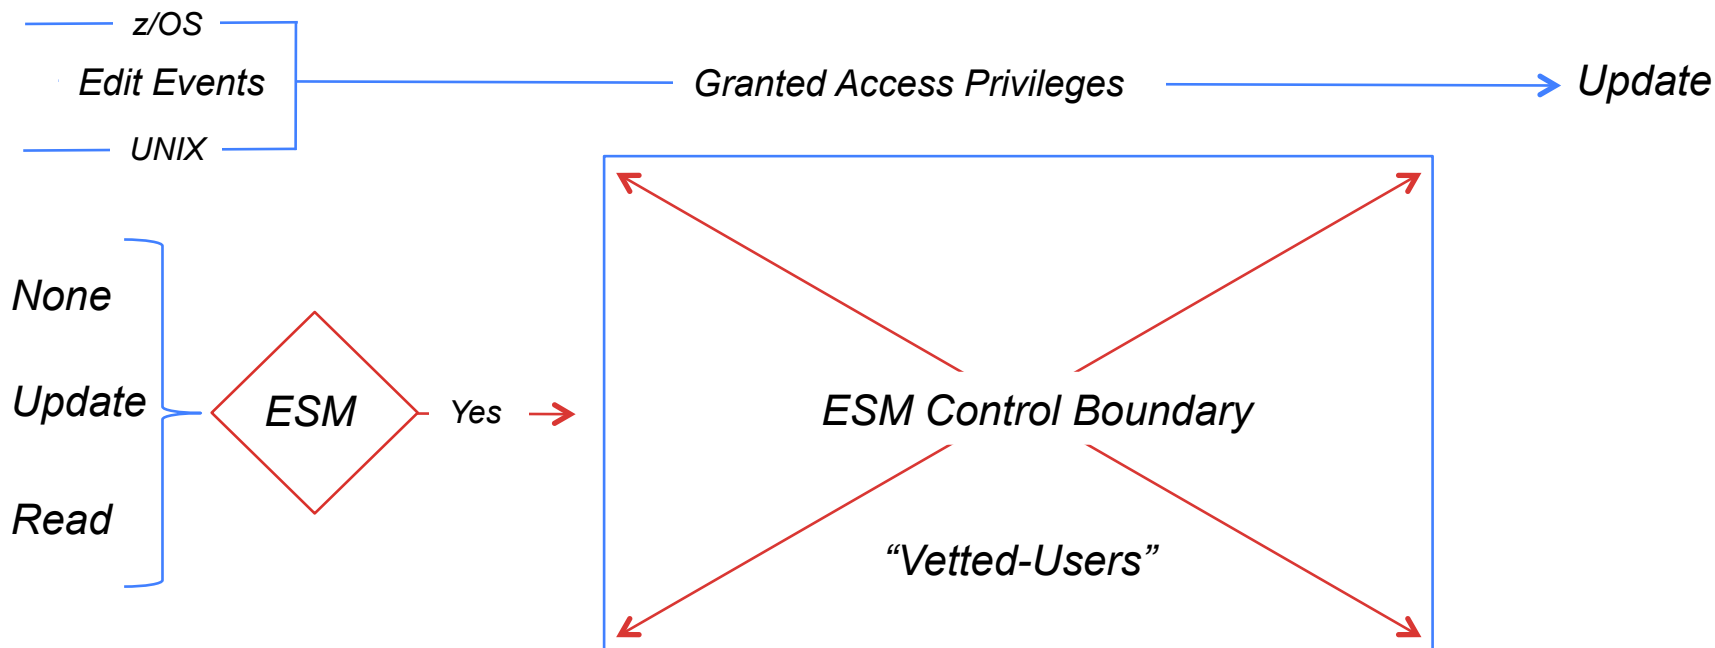 z/OS
Edit Events
Granted Access Privileges
Update
UNIX
None
Update
Read
ESM
Yes
ESM Control Boundary
“Vetted-Users”